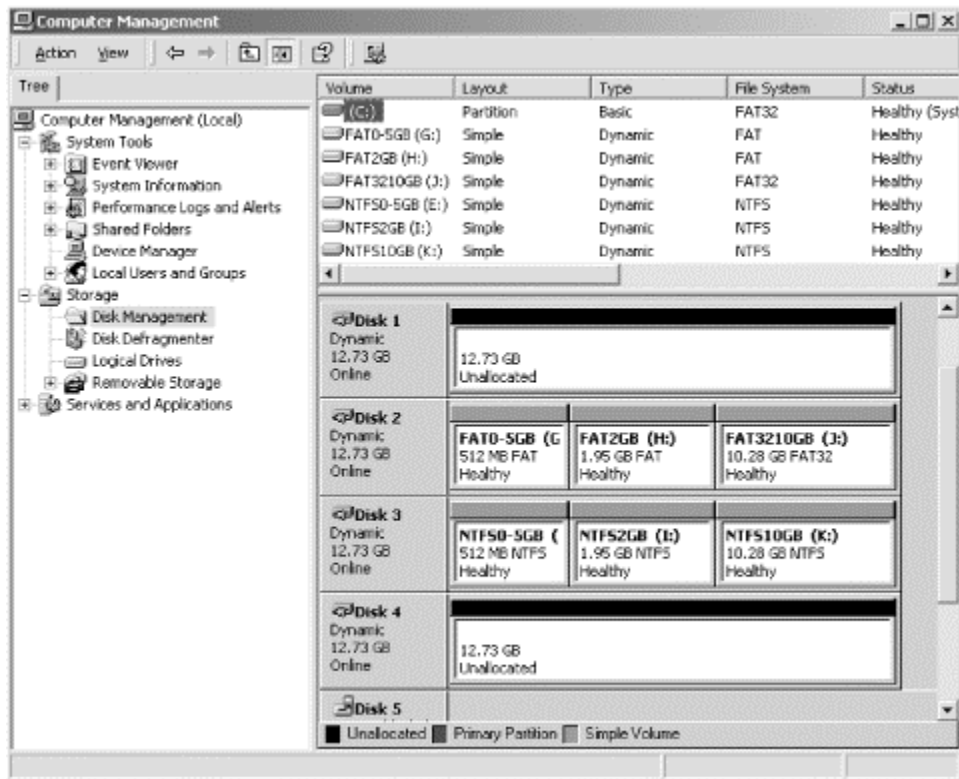 Computer Management
Action View
Tree
Computer Management (Local)
System Tools
Event Viewer
System Information
Performance Logs and Alerts
Shared Folders
Device Manager
Local Users and Groups
Storage
Disk Management
Disk Defragmenter
Logical Drives
Removable Storage
Services and Applications
Volume Layout Type File System Status
(C:) Partition Basic FAT32 Healthy (Syst
FAT0-5GB (G:) Simple Dynamic FAT Healthy
FAT2GB (H:) Simple Dynamic FAT Healthy
FAT3210GB (J:) Simple Dynamic FAT32 Healthy
NTFS0-5GB (E:) Simple Dynamic NTFS Healthy
NTFS2GB (I:) Simple Dynamic NTFS Healthy
NTFS10GB (K:) Simple Dynamic NTFS Healthy
Disk 1
Dynamic
12.73 GB
Online
12.73 GB
Unallocated
Disk 2
Dynamic
12.73 GB
Online
FAT0-5GB (G
512 MB FAT
Healthy
FAT2GB (H:)
1.95 GB FAT
Healthy
FAT3210GB (J:)
10.28 GB FAT32
Healthy
Disk 3
Dynamic
12.73 GB
Online
NTFS0-5GB (
512 MB NTFS
Healthy
NTFS2GB (I:)
1.95 GB NTFS
Healthy
NTFS10GB (K:)
10.28 GB NTFS
Healthy
Disk 4
Dynamic
12.73 GB
Online
12.73 GB
Unallocated
Disk 5
Unallocated Primary Partition Simple Volume